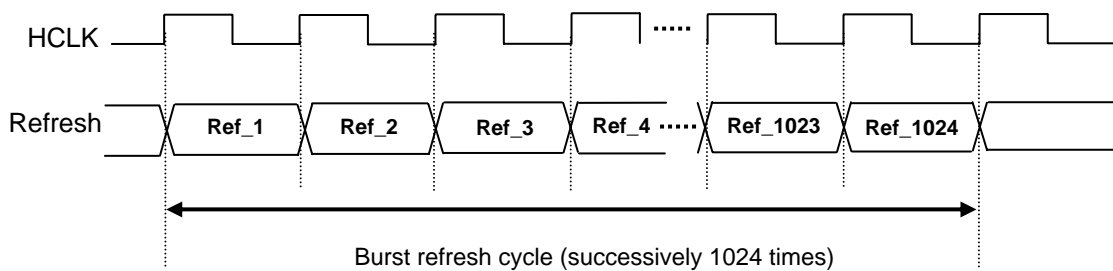 HCLK
Refresh Ref_1 Ref_2 Ref_3 Ref_4 Ref_1023 Ref_1024
Burst refresh cycle (successively 1024 times)